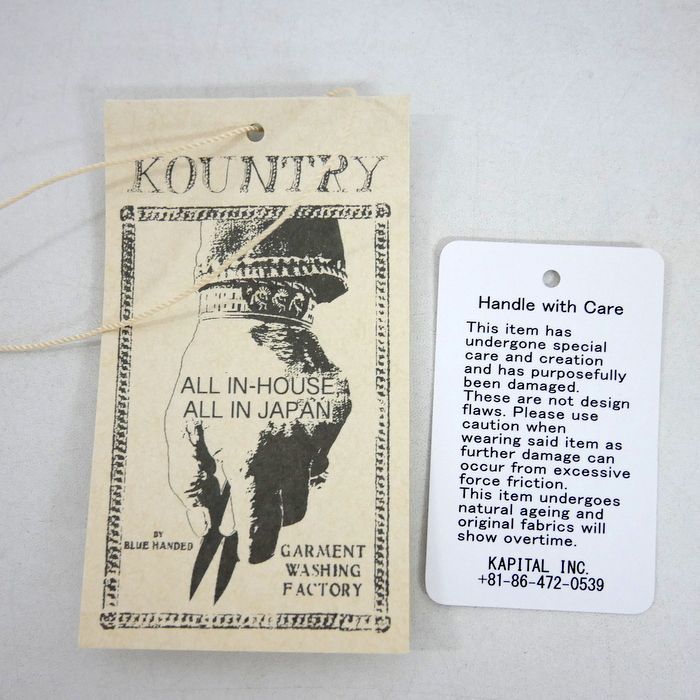 KOUNTRY
ALL IN-HOUSE
ALL IN JAPAN
BY
BLUE HANDED
GARMENT
WASHING
FACTORY
Handle with Care
This item has
undergone special
care and creation
and has purposefully
been damaged.
These are not design
flaws. Please use
caution when
wearing said item as
further damage can
occur from excessive
force friction.
This item undergoes
natural ageing and
original fabrics will
show overtime.
KAPITAL INC.
+81-86-472-0539